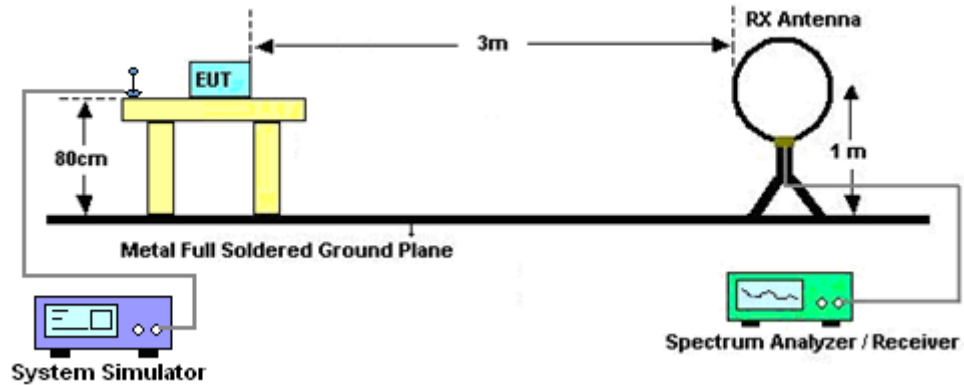 RX Antenna
3m
EUT
80cm
1 m
Metal Full Soldered Ground Plane
System Simulator
Spectrum Analyzer / Receiver